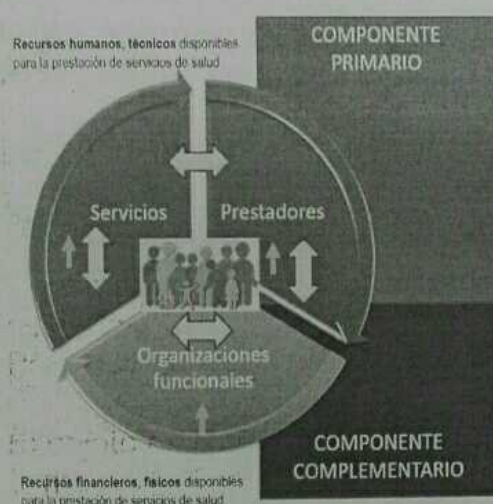 Recursos humanos, técnicos disponibles
para la prestación de servicios de salud
COMPONENTE
PRIMARIO
Servicios
Prestadores
Organizaciones
funcionales
COMPONENTE
COMPLEMENTARIO
Recursos financieros, físicos disponibles
para la prestación de servicios de salud